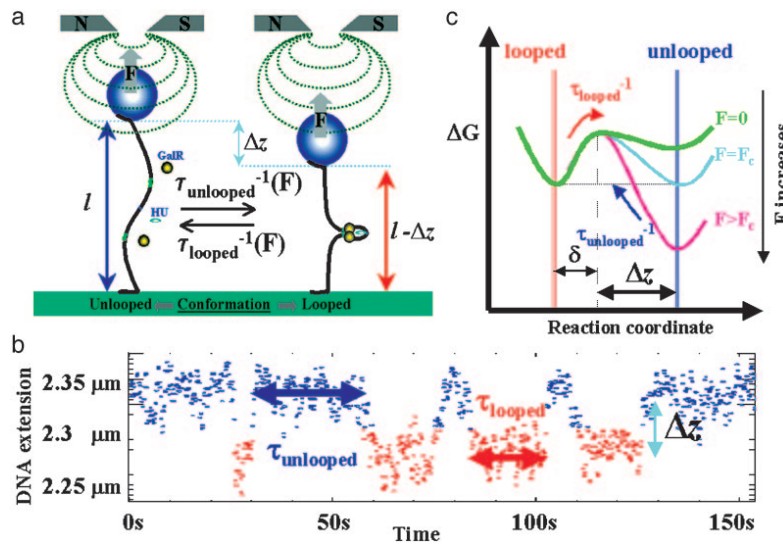 a
N S
N S
F
F
Δz
GalR
l
HU
τunlooped⁻¹(F)
τlooped⁻¹(F)
l -Δz
Unlooped Conformation Looped
c
looped unlooped
τlooped⁻¹
F=0
ΔG
F=Fc
F>Fc
F increases
τunlooped⁻¹
δ
Δz
Reaction coordinate
b
DNA extension
2.35 μm
2.3 μm
2.25 μm
τunlooped
τlooped
Δz
0s 50s 100s 150s
Time